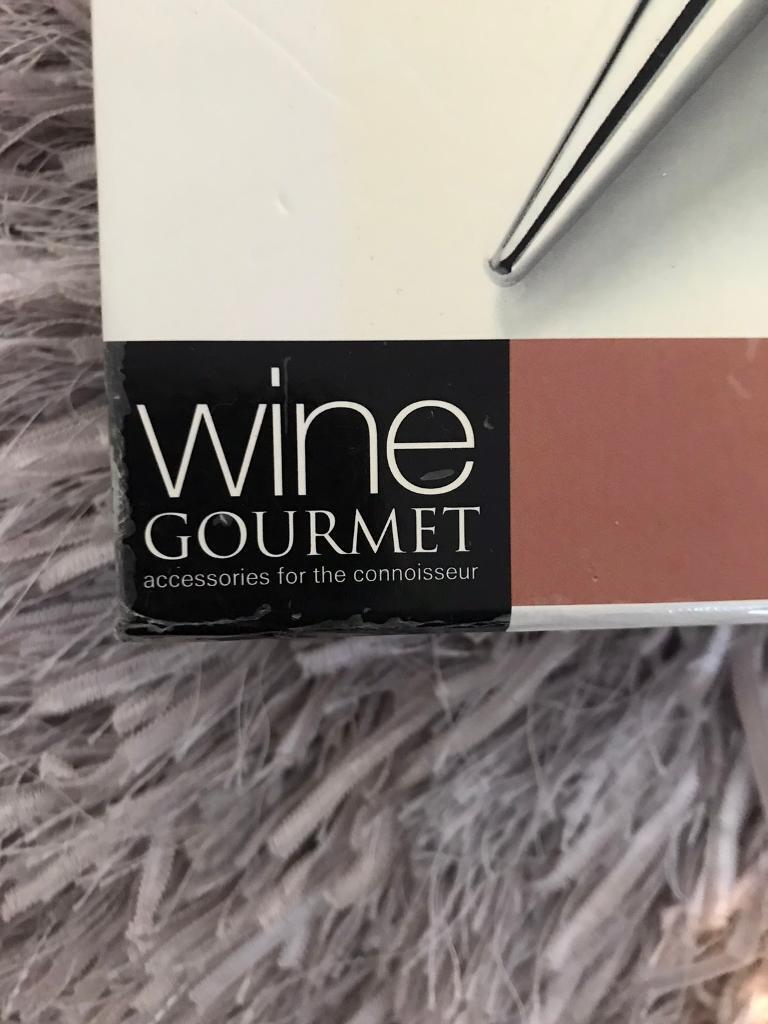 wine
GOURMET
accessories for the connoisseur